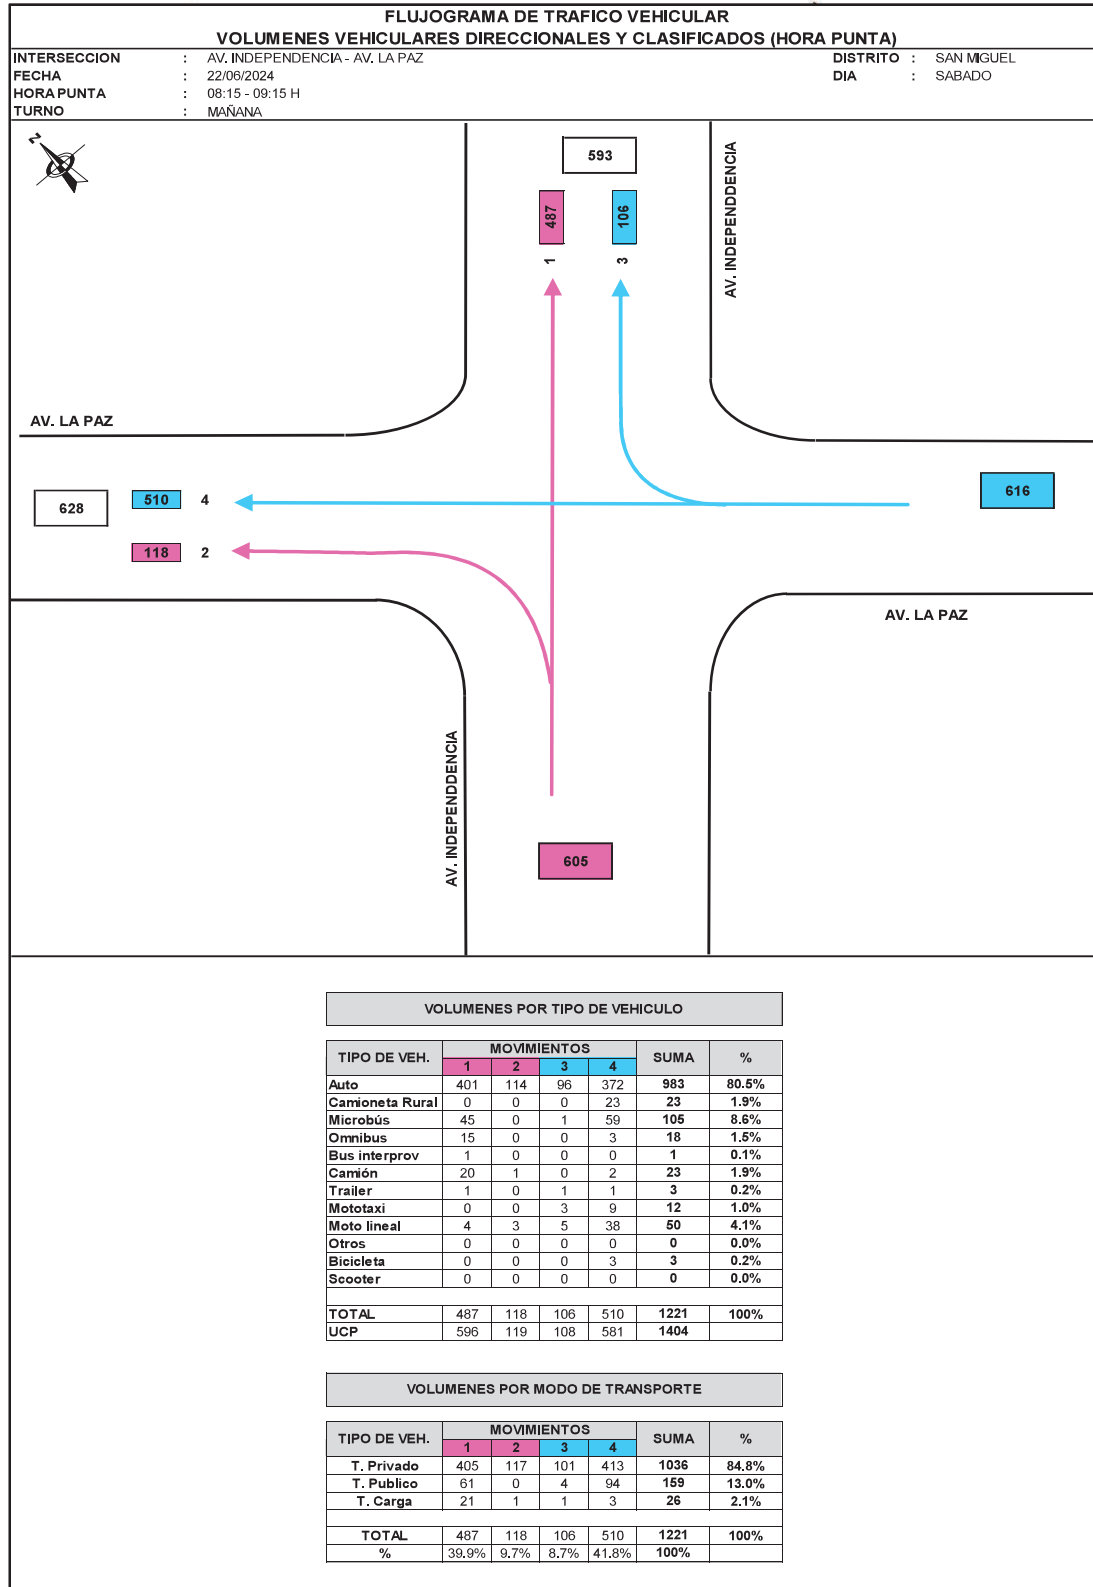 FLUJOGRAMA DE TRAFICO VEHICULAR
VOLUMENES VEHICULARES DIRECCIONALES Y CLASIFICADOS (HORA PUNTA)
INTERSECCION : AV. INDEPENDENCIA - AV. LA PAZ DISTRITO : SAN MIGUEL
FECHA : 22/06/2024 DIA : SABADO
HORA PUNTA : 08:15 - 09:15 H
TURNO : MAÑANA
N
593
487 106
1 3
AV. INDEPENDDENCIA
AV. LA PAZ
628 510 4
616
118 2
AV. LA PAZ
AV. INDEPENDDENCIA
605
VOLUMENES POR TIPO DE VEHICULO
TIPO DE VEH. MOVIMIENTOS SUMA %
1 2 3 4
Auto 401 114 96 372 983 80.5%
Camioneta Rural 0 0 0 23 23 1.9%
Microbús 45 0 1 59 105 8.6%
Omnibus 15 0 0 3 18 1.5%
Bus interprov 1 0 0 0 1 0.1%
Camión 20 1 0 2 23 1.9%
Trailer 1 0 1 1 3 0.2%
Mototaxi 0 0 3 9 12 1.0%
Moto lineal 4 3 5 38 50 4.1%
Otros 0 0 0 0 0 0.0%
Bicicleta 0 0 0 3 3 0.2%
Scooter 0 0 0 0 0 0.0%
TOTAL 487 118 106 510 1221 100%
UCP 596 119 108 581 1404
VOLUMENES POR MODO DE TRANSPORTE
TIPO DE VEH. MOVIMIENTOS SUMA %
1 2 3 4
T. Privado 405 117 101 413 1036 84.8%
T. Publico 61 0 4 94 159 13.0%
T. Carga 21 1 1 3 26 2.1%
TOTAL 487 118 106 510 1221 100%
% 39.9% 9.7% 8.7% 41.8% 100%